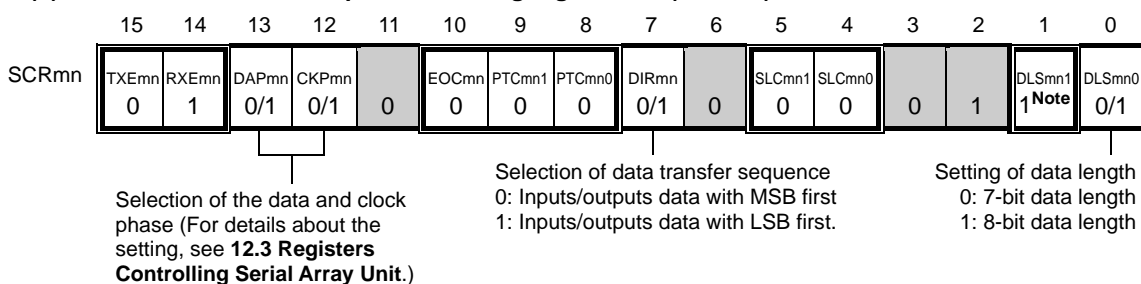 15 14 13 12 11 10 9 8 7 6 5 4 3 2 1 0
SCRmn
TXEmn RXEmn DAPmn CKPmn EOCmn PTCmn1 PTCmn0 DIRmn SLCmn1 SLCmn0 DLSmn1 DLSmn0
0 1 0/1 0/1 0 0 0 0 0/1 0 0 0 0 1 1Note 0/1
Selection of the data and clock
phase (For details about the
setting, see 12.3 Registers
Controlling Serial Array Unit.)
Selection of data transfer sequence
0: Inputs/outputs data with MSB first
1: Inputs/outputs data with LSB first.
Setting of data length
0: 7-bit data length
1: 8-bit data length